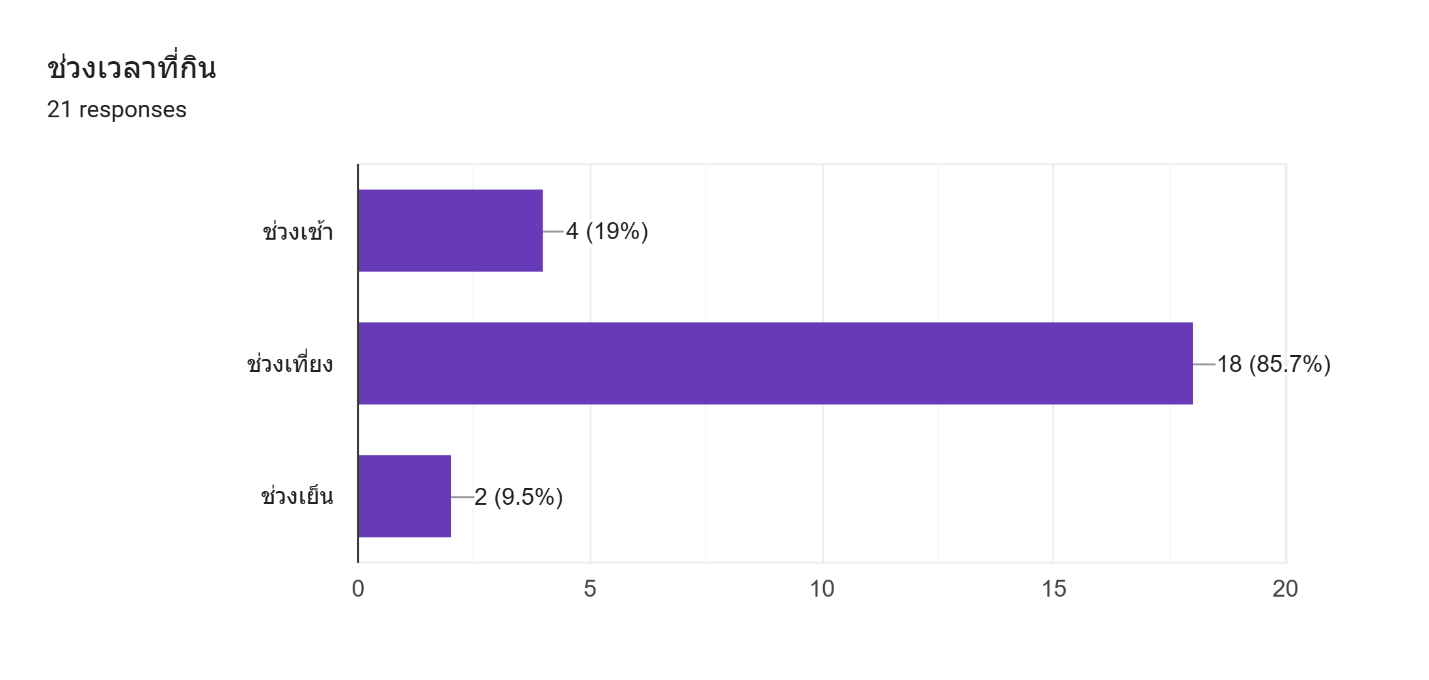 ช่วงเวลาที่กิน
21 responses
ช่วงเช้า
4 (19%)
ช่วงเที่ยง
18 (85.7%)
ช่วงเย็น
2 (9.5%)
0 5 10 15 20